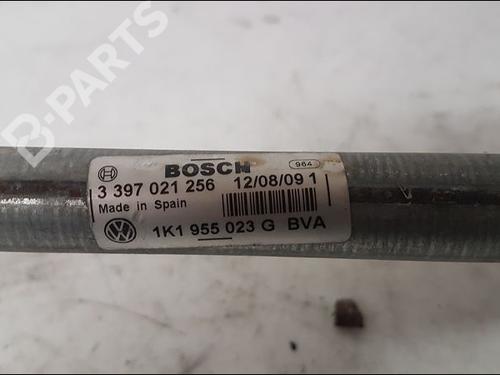 B-PARTS
BOSCH 964
3 397 021 256 12/08/09 1
Made in Spain
1K1 955 023 G BVA